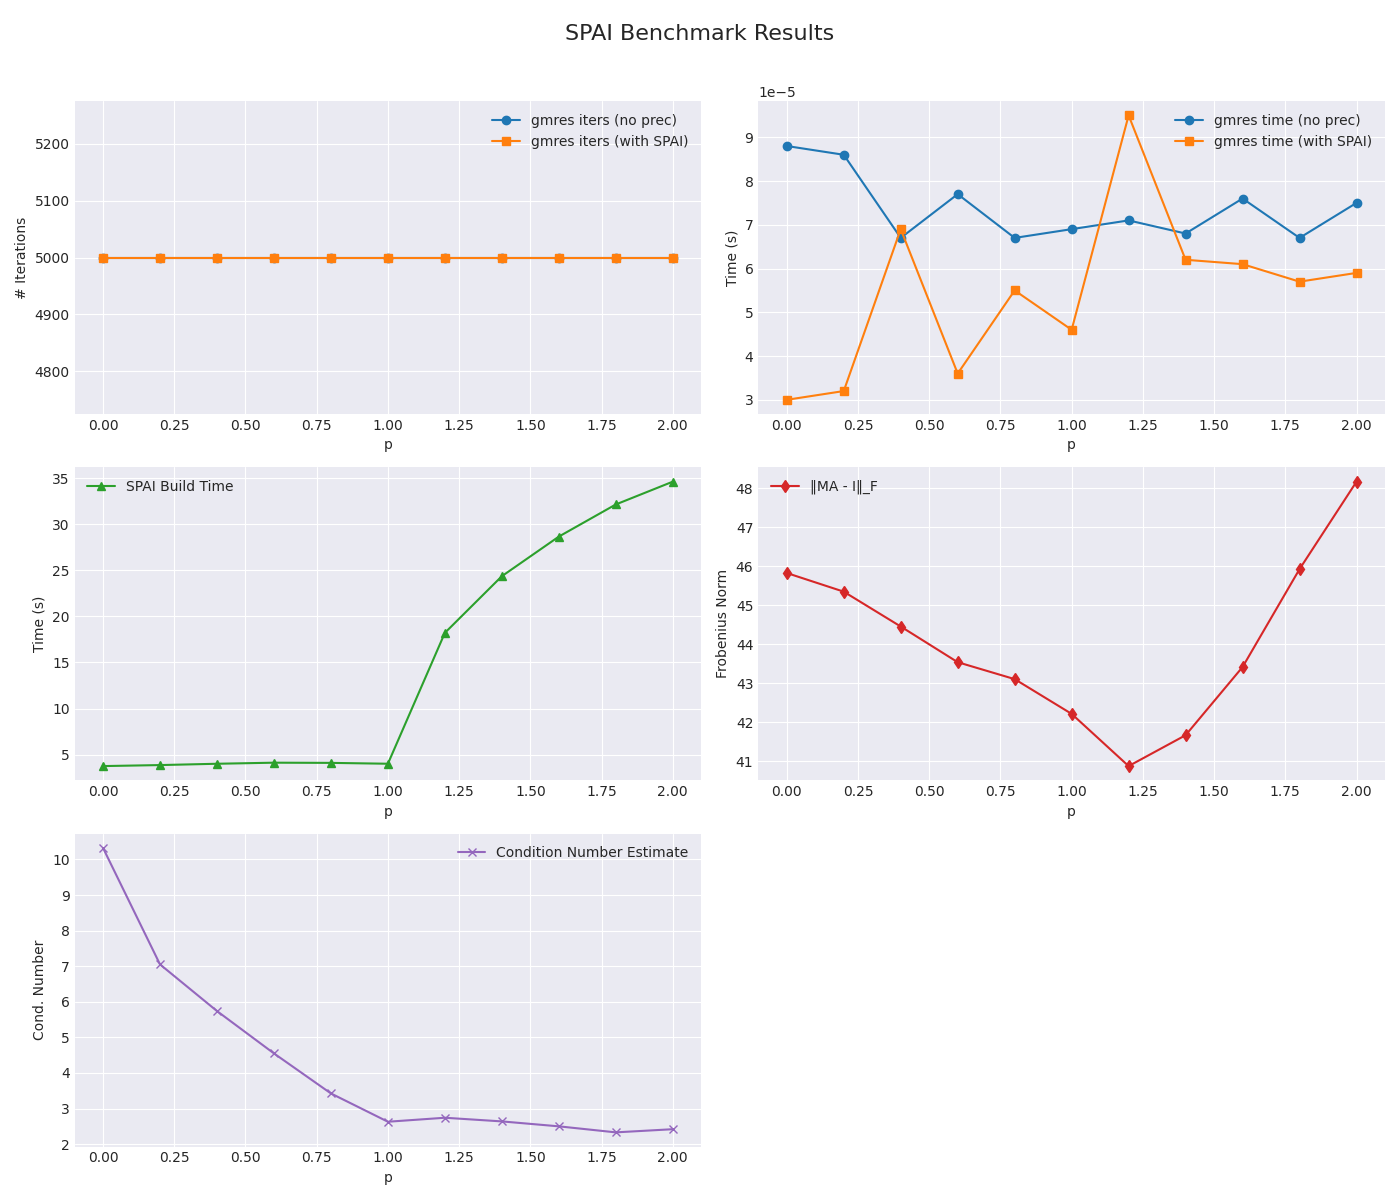 SPAI Benchmark Results
gmres iters (no prec)
gmres iters (with SPAI)
# Iterations
5200
5100
5000
4900
4800
0.00 0.25 0.50 0.75 1.00 1.25 1.50 1.75 2.00
p
1e−5
gmres time (no prec)
gmres time (with SPAI)
Time (s)
9
8
7
6
5
4
3
0.00 0.25 0.50 0.75 1.00 1.25 1.50 1.75 2.00
p
SPAI Build Time
Time (s)
35
30
25
20
15
10
5
0.00 0.25 0.50 0.75 1.00 1.25 1.50 1.75 2.00
p
‖MA - I‖_F
Frobenius Norm
48
47
46
45
44
43
42
41
0.00 0.25 0.50 0.75 1.00 1.25 1.50 1.75 2.00
p
Condition Number Estimate
Cond. Number
10
9
8
7
6
5
4
3
2
0.00 0.25 0.50 0.75 1.00 1.25 1.50 1.75 2.00
p